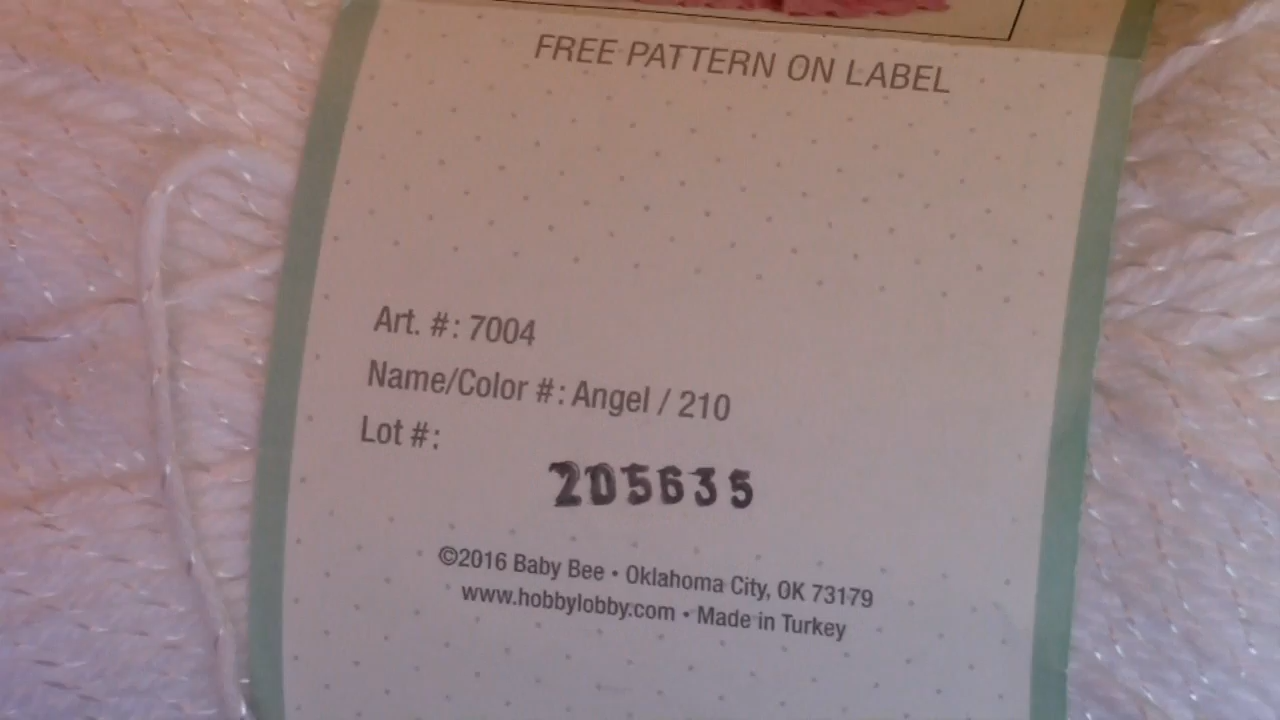 FREE PATTERN ON LABEL
Art. #: 7004
Name/Color #: Angel / 210
Lot #:
205635
©2016 Baby Bee • Oklahoma City, OK 73179
www.hobbylobby.com • Made in Turkey